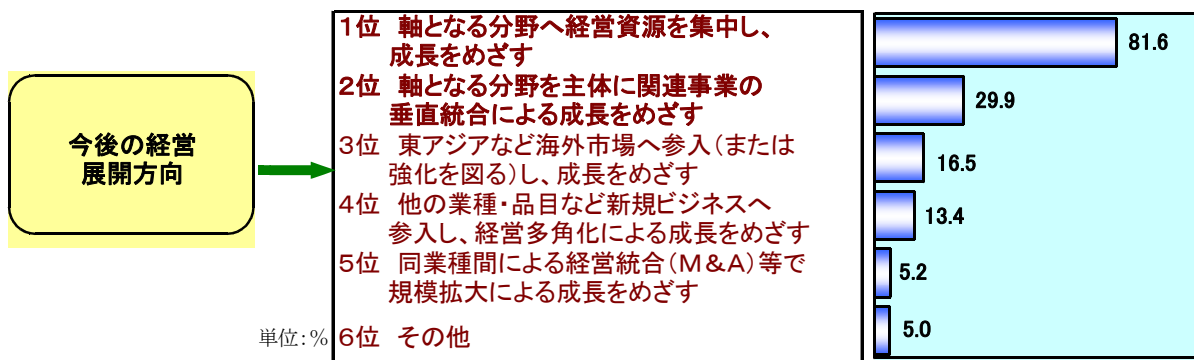 今後の経営
展開方向
1位 軸となる分野へ経営資源を集中し、
成長をめざす
81.6
2位 軸となる分野を主体に関連事業の
垂直統合による成長をめざす
29.9
3位 東アジアなど海外市場へ参入(または
強化を図る)し、成長をめざす
16.5
4位 他の業種・品目など新規ビジネスへ
参入し、経営多角化による成長をめざす
13.4
5位 同業種間による経営統合(M&A)等で
規模拡大による成長をめざす
5.2
単位:%
6位 その他
5.0